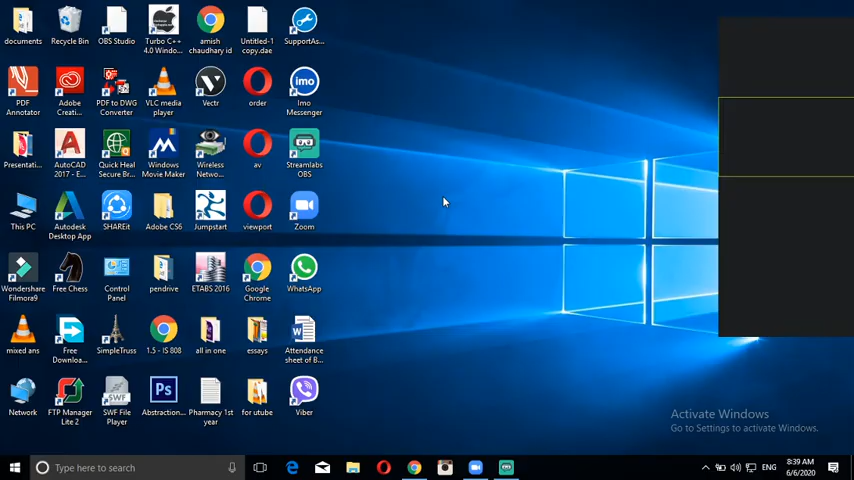 documents
Recycle Bin
OBS Studio
Turbo C++
4.0 Windo...
amish
chaudhary id
Untitled-1
copy.dae
SupportAs...
PDF
Annotator
Adobe
Creati...
PDF to DWG
Converter
VLC media
player
Vectr
order
Imo
Messenger
imo
Presentati...
AutoCAD
2017 - E...
Quick Heal
Secure Br...
Windows
Movie Maker
Wireless
Netwo...
av
Streamlabs
OBS
This PC
Autodesk
Desktop App
SHAREit
Adobe CS6
Jumpstart
viewport
Zoom
Wondershare
Filmora9
Free Chess
Control
Panel
pendrive
ETABS 2016
Google
Chrome
WhatsApp
mixed ans
Free
Downloa...
SimpleTruss
1.5 - IS 808
all in one
essays
Attendance
sheet of B...
Network
FTP Manager
Lite 2
SWF
SWF File
Player
Ps
Abstraction...
Pharmacy 1st
year
for utube
Viber
Activate Windows
Go to Settings to activate Windows.
Type here to search
ENG
8:39 AM
6/6/2020